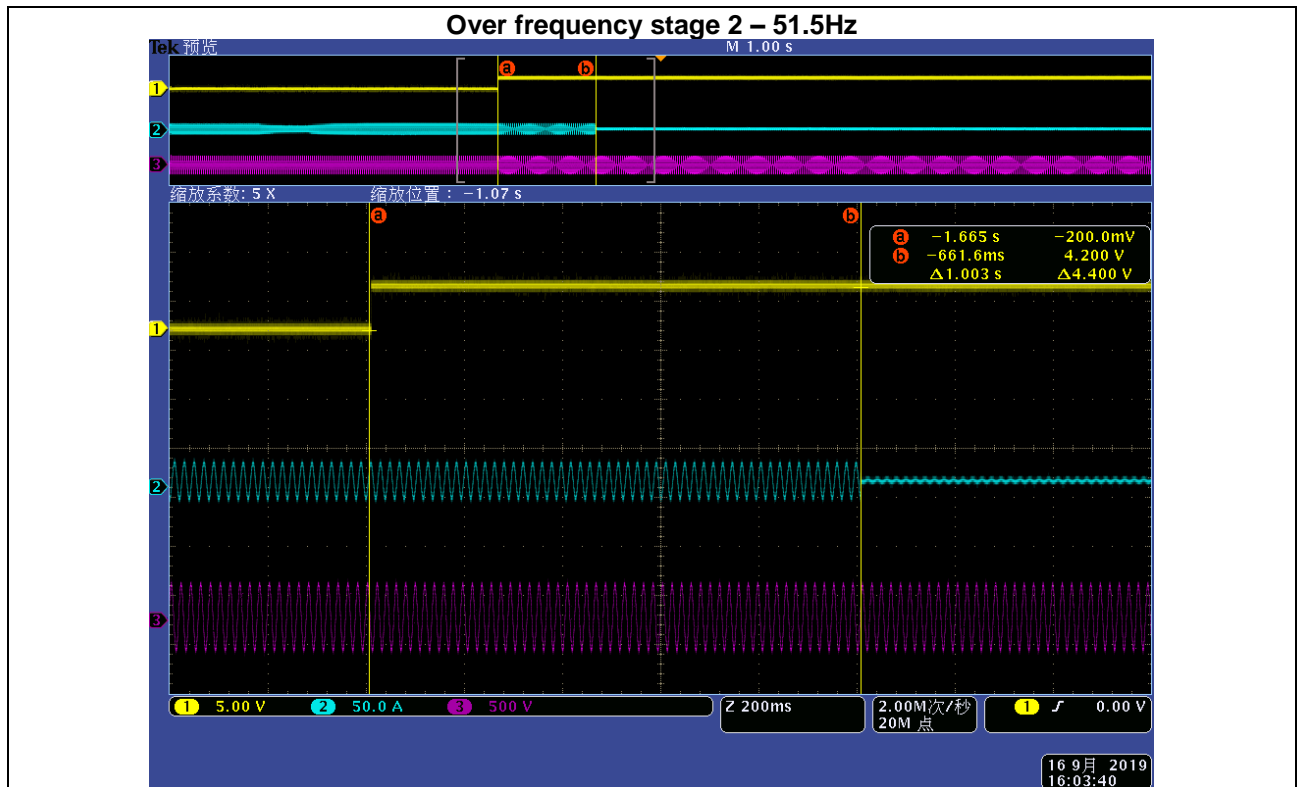 Over frequency stage 2 – 51.5Hz
Tek 预览 M 1.00 s
a b
1
2
3
缩放系数: 5 X 缩放位置： −1.07 s
a b
a −1.665 s −200.0mV
b −661.6ms 4.200 V
Δ1.003 s Δ4.400 V
1
2
3
1 5.00 V 2 50.0 A 3 500 V Z 200ms 2.00M次/秒 1 0.00 V
20M 点
16 9月 2019
16:03:40